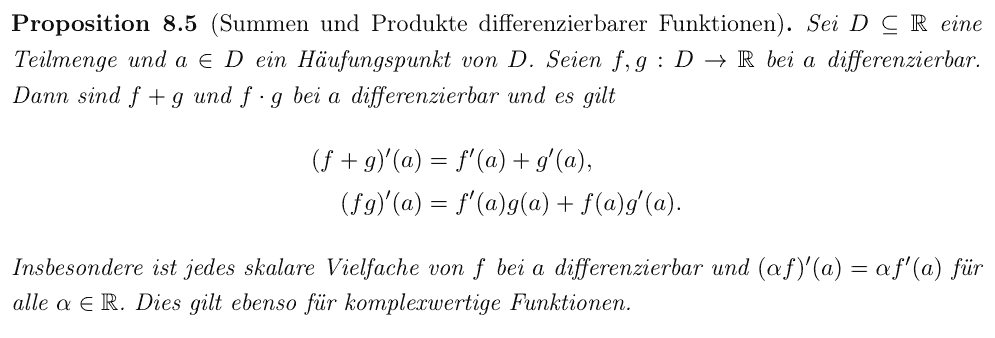 Proposition 8.5 (Summen und Produkte differenzierbarer Funktionen). Sei D ⊆ ℝ eine
Teilmenge und a ∈ D ein Häufungspunkt von D. Seien f, g : D → ℝ bei a differenzierbar.
Dann sind f + g und f · g bei a differenzierbar und es gilt
(f + g)′(a) = f′(a) + g′(a),
(fg)′(a) = f′(a)g(a) + f(a)g′(a).
Insbesondere ist jedes skalare Vielfache von f bei a differenzierbar und (αf)′(a) = αf′(a) für
alle α ∈ ℝ. Dies gilt ebenso für komplexwertige Funktionen.